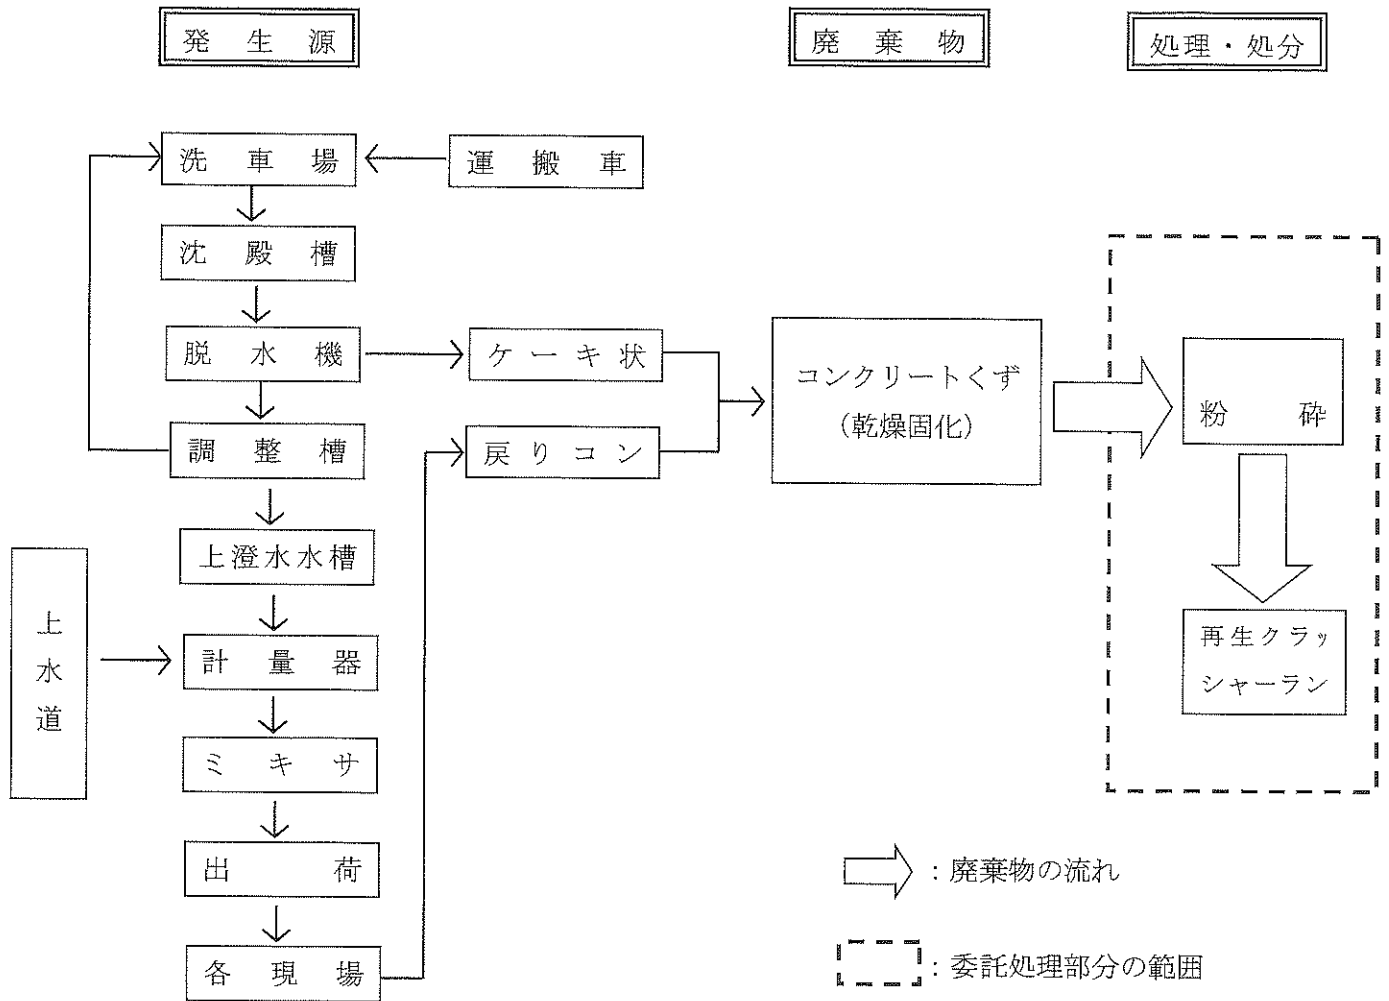 発生源
廃棄物
処理・処分
洗車場
運搬車
沈殿槽
脱水機
ケーキ状
コンクリートくず
(乾燥固化)
粉砕
調整槽
戻りコン
上澄水水槽
上水道
計量器
再生クラッ
シャーラン
ミキサ
出荷
各現場
:廃棄物の流れ
:委託処理部分の範囲